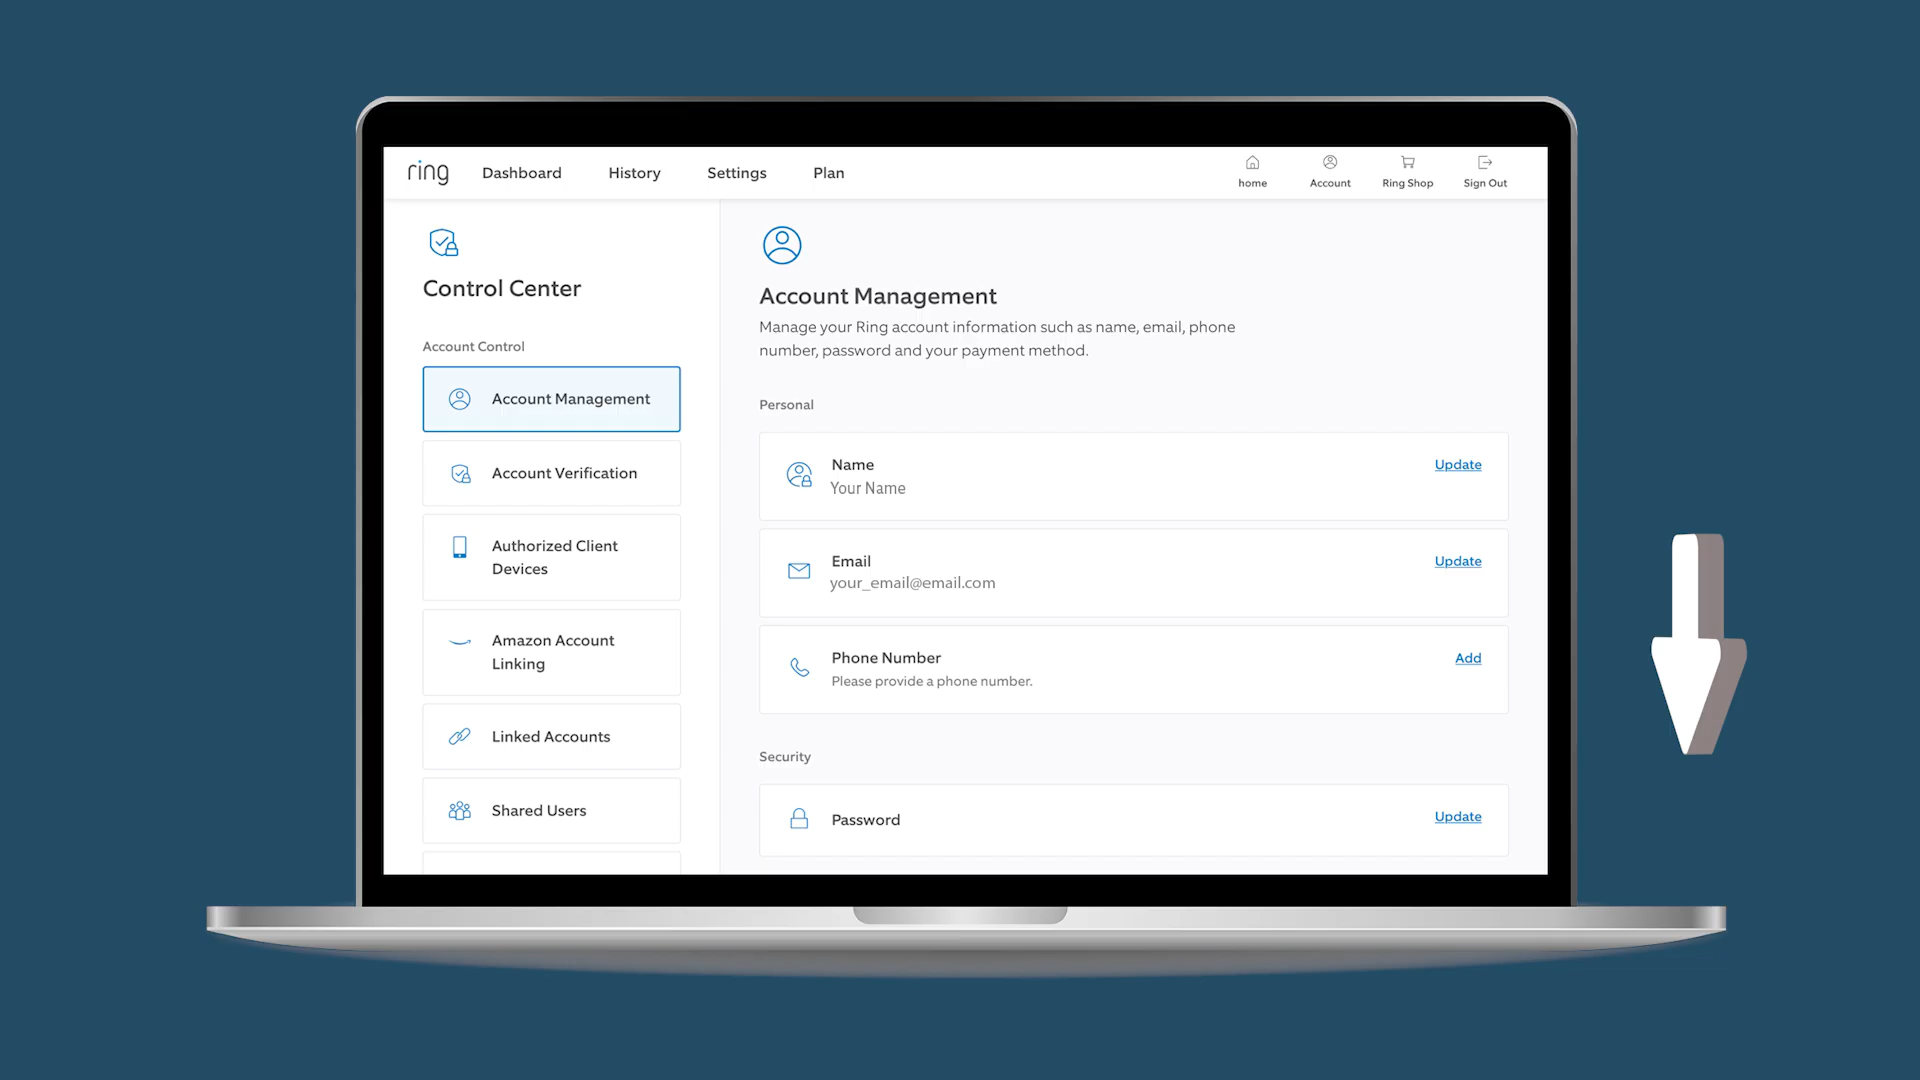 ring
Dashboard
History
Settings
Plan
home
Account
Ring Shop
Sign Out
Control Center
Account Control
Account Management
Account Verification
Authorized Client
Devices
Amazon Account
Linking
Linked Accounts
Shared Users
Account Management
Manage your Ring account information such as name, email, phone
number, password and your payment method.
Personal
Name
Your Name
Update
Email
your_email@email.com
Update
Phone Number
Please provide a phone number.
Add
Security
Password
Update